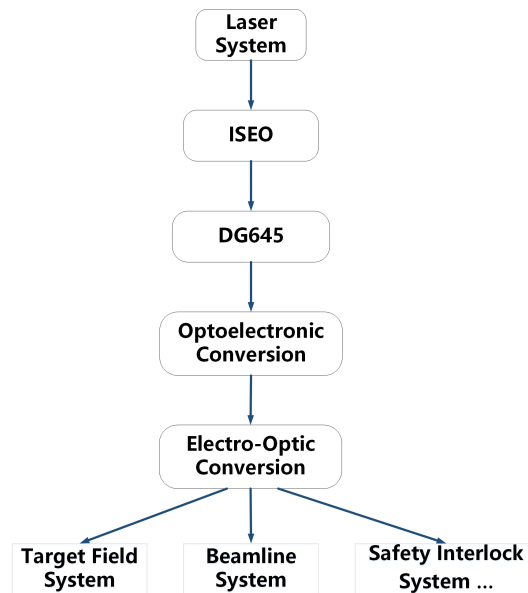 Laser
System
ISEO
DG645
Optoelectronic
Conversion
Electro-Optic
Conversion
Target Field
System
Beamline
System
Safety Interlock
System ...